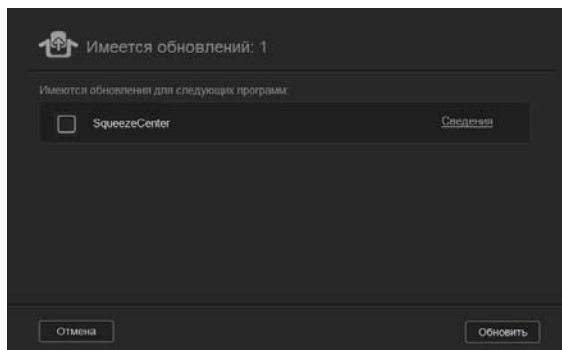 Имеется обновлений: 1
Имеются обновления для следующих программ:
SqueezeCenter Сведения
Отмена Обновить